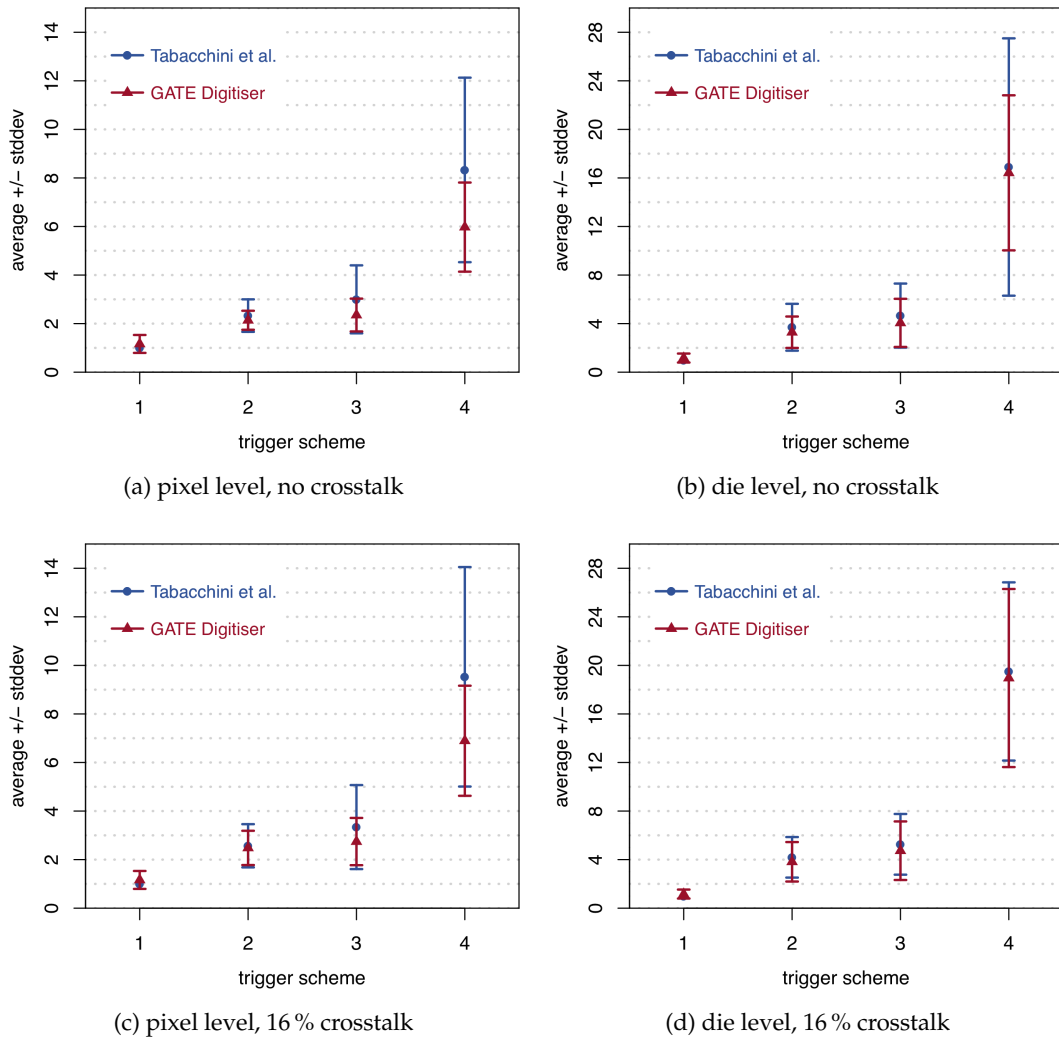 14
12
10
8
6
4
2
0
average +/− stddev
Tabacchini et al.
GATE Digitiser
1 2 3 4
trigger scheme
(a) pixel level, no crosstalk
28
24
20
16
12
8
4
0
average +/− stddev
Tabacchini et al.
GATE Digitiser
1 2 3 4
trigger scheme
(b) die level, no crosstalk
14
12
10
8
6
4
2
0
average +/− stddev
Tabacchini et al.
GATE Digitiser
1 2 3 4
trigger scheme
(c) pixel level, 16 % crosstalk
28
24
20
16
12
8
4
0
average +/− stddev
Tabacchini et al.
GATE Digitiser
1 2 3 4
trigger scheme
(d) die level, 16 % crosstalk